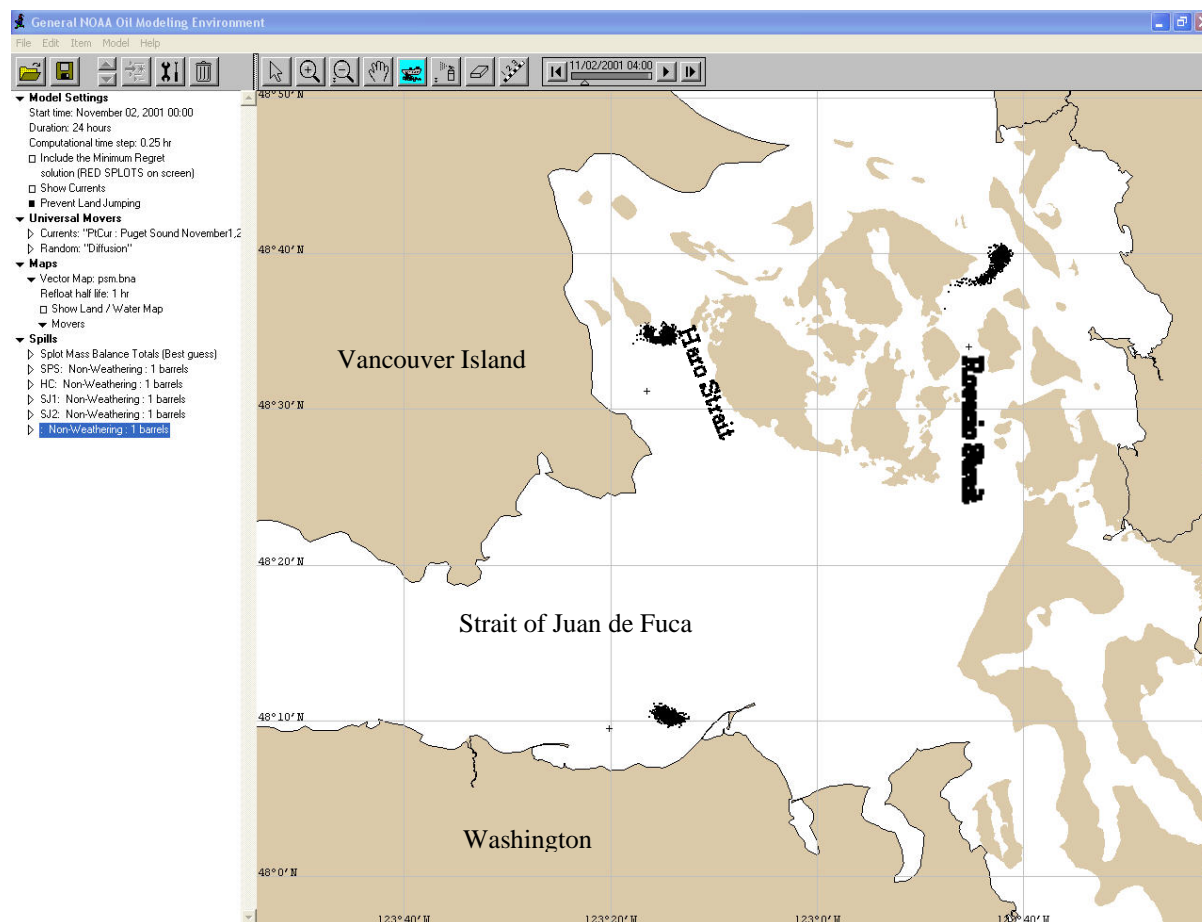 General NOAA Oil Modeling Environment
File Edit Item Model Help
11/02/2001 04:00
Model Settings
Start time: November 02, 2001 00:00
Duration: 24 hours
Computational time step: 0.25 hr
Include the Minimum Regret
solution (RED SPLOTS on screen)
Show Currents
Prevent Land Jumping
Universal Movers
Currents: "PtCur : Puget Sound November1,2
Random: "Diffusion"
Maps
Vector Map: psm.bna
Refloat half life: 1 hr
Show Land / Water Map
Movers
Spills
Splot Mass Balance Totals (Best guess)
SPS: Non-Weathering : 1 barrels
HC: Non-Weathering : 1 barrels
SJ1: Non-Weathering : 1 barrels
SJ2: Non-Weathering : 1 barrels
: Non-Weathering : 1 barrels
48°50'N
48°40'N
Haro Strait
Vancouver Island
48°30'N
48°20'N
Strait of Juan de Fuca
48°10'N
Washington
48°0'N
123°40'W 123°20'W 123°0'W 122°40'W